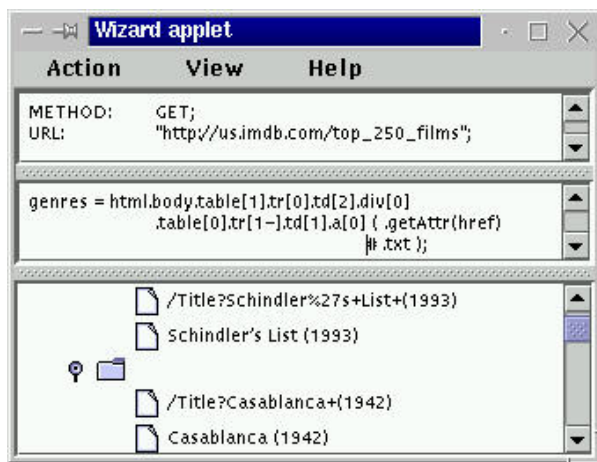 Wizard applet
Action View Help
METHOD: GET;
URL: "http://us.imdb.com/top_250_films";
genres = html.body.table[1].tr[0].td[2].div[0]
.table[0].tr[1-].td[1].a[0] ( .getAttr(href)
# .txt );
/Title?Schindler%27s+List+(1993)
Schindler's List (1993)
/Title?Casablanca+(1942)
Casablanca (1942)